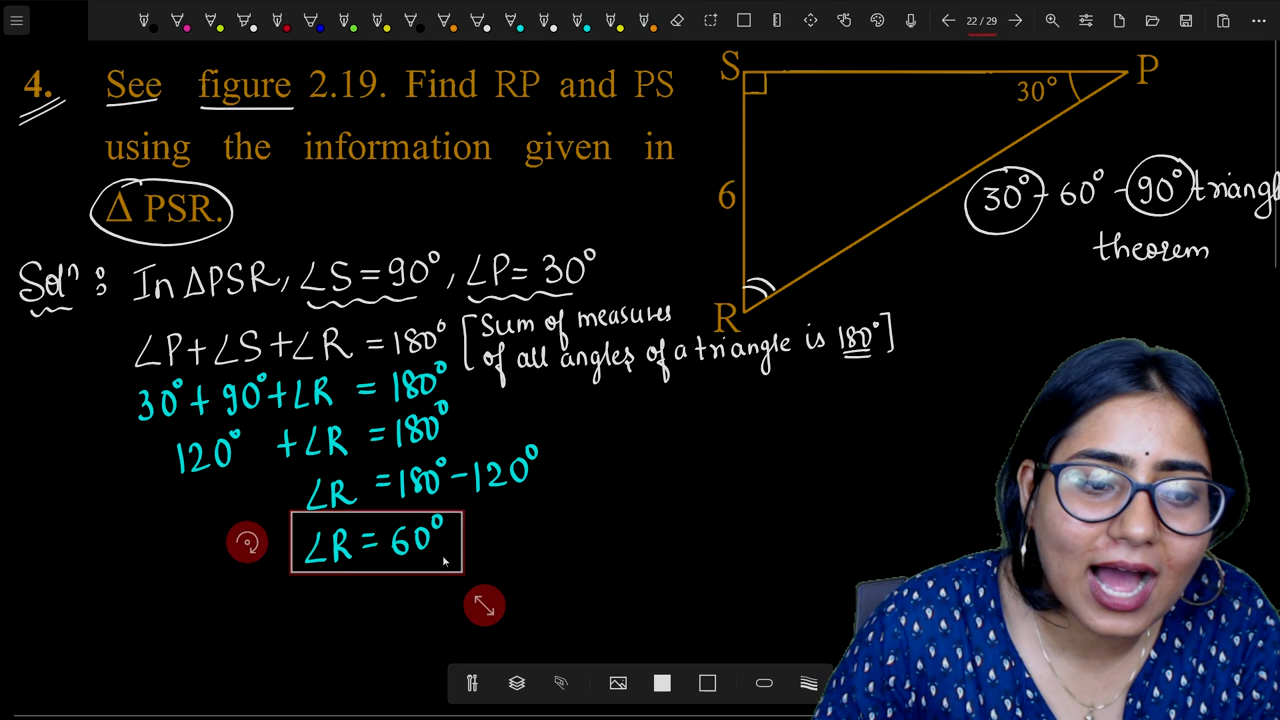 22 / 29
4. See figure 2.19. Find RP and PS
using the information given in
Δ PSR.
S
P
30°
6
R
30° - 60° - 90° triangle
theorem
Solⁿ : In ΔPSR, ∠S = 90°, ∠P = 30°
∠P + ∠S + ∠R = 180° [Sum of measures
of all angles of a triangle is 180°]
30° + 90° + ∠R = 180°
120° + ∠R = 180°
∠R = 180° - 120°
∠R = 60°